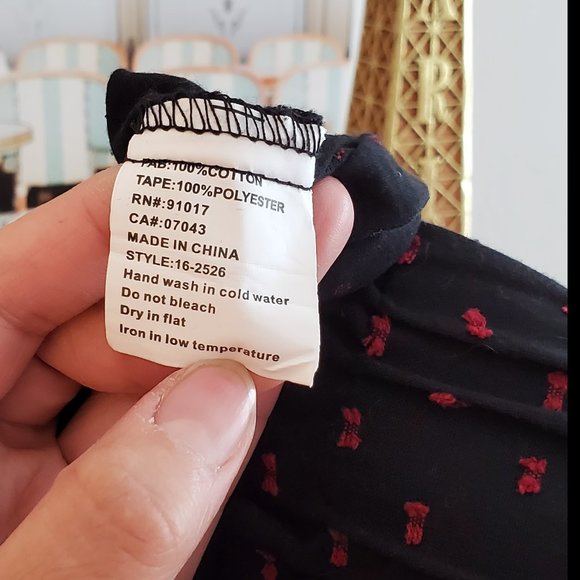 FAB:100%COTTON
TAPE:100%POLYESTER
RN#:91017
CA#:07043
MADE IN CHINA
STYLE:16-2526
Hand wash in cold water
Do not bleach
Dry in flat
Iron in low temperature
R